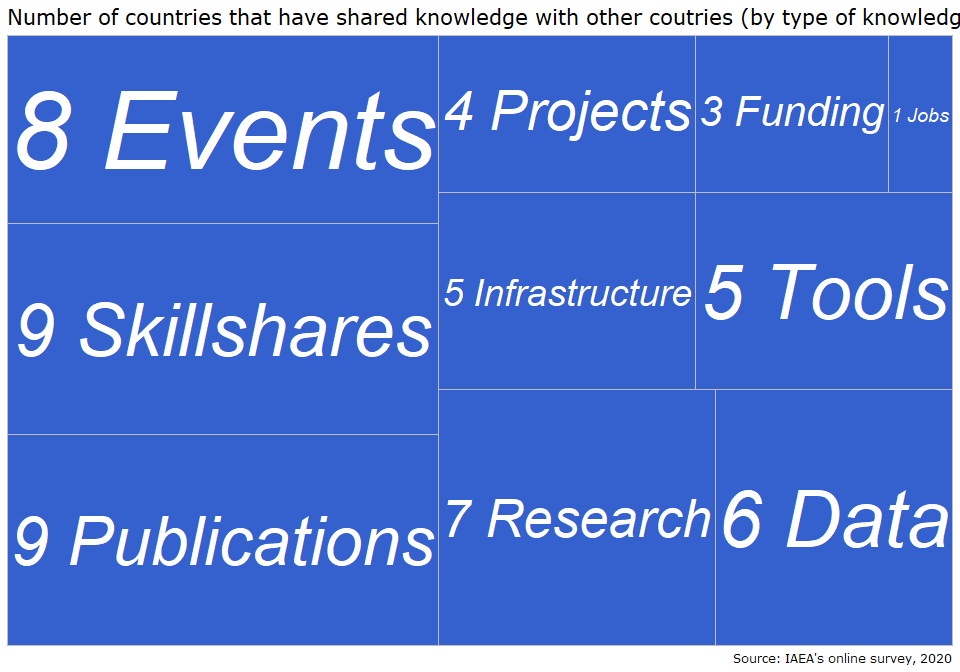 Number of countries that have shared knowledge with other coutries (by type of knowledg
8 Events
4 Projects
3 Funding
1 Jobs
9 Skillshares
5 Infrastructure
5 Tools
9 Publications
7 Research
6 Data
Source: IAEA's online survey, 2020